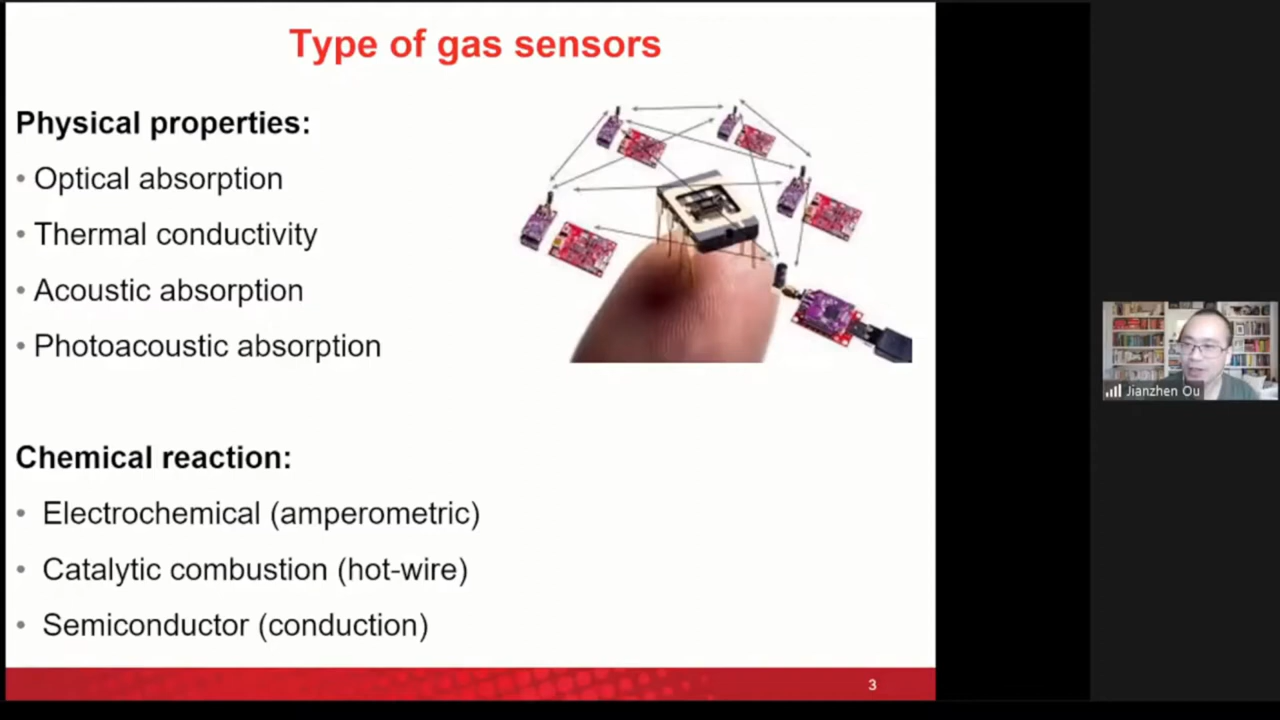 Type of gas sensors
Physical properties:
• Optical absorption
• Thermal conductivity
• Acoustic absorption
• Photoacoustic absorption
Chemical reaction:
• Electrochemical (amperometric)
• Catalytic combustion (hot-wire)
• Semiconductor (conduction)
3
Jianzhen Ou